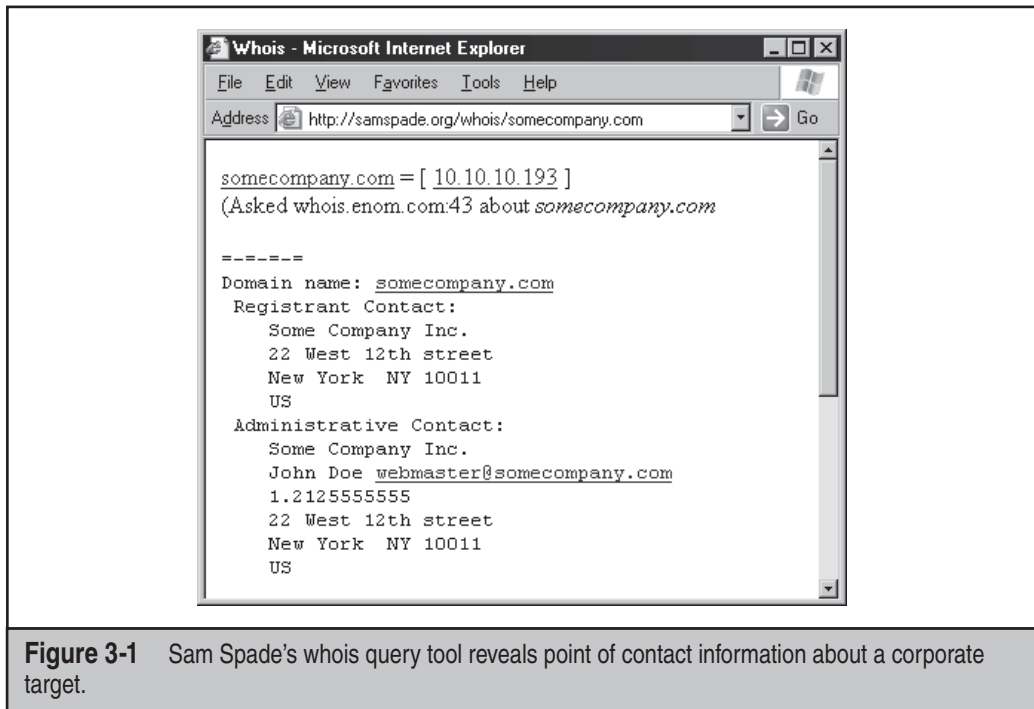 Whois - Microsoft Internet Explorer
File Edit View Favorites Tools Help
Address http://samspade.org/whois/somecompany.com Go
somecompany.com = [ 10.10.10.193 ]
(Asked whois.enom.com:43 about somecompany.com
=-=-=-=
Domain name: somecompany.com
Registrant Contact:
Some Company Inc.
22 West 12th street
New York NY 10011
US
Administrative Contact:
Some Company Inc.
John Doe webmaster@somecompany.com
1.2125555555
22 West 12th street
New York NY 10011
US
Figure 3-1 Sam Spade's whois query tool reveals point of contact information about a corporate
target.